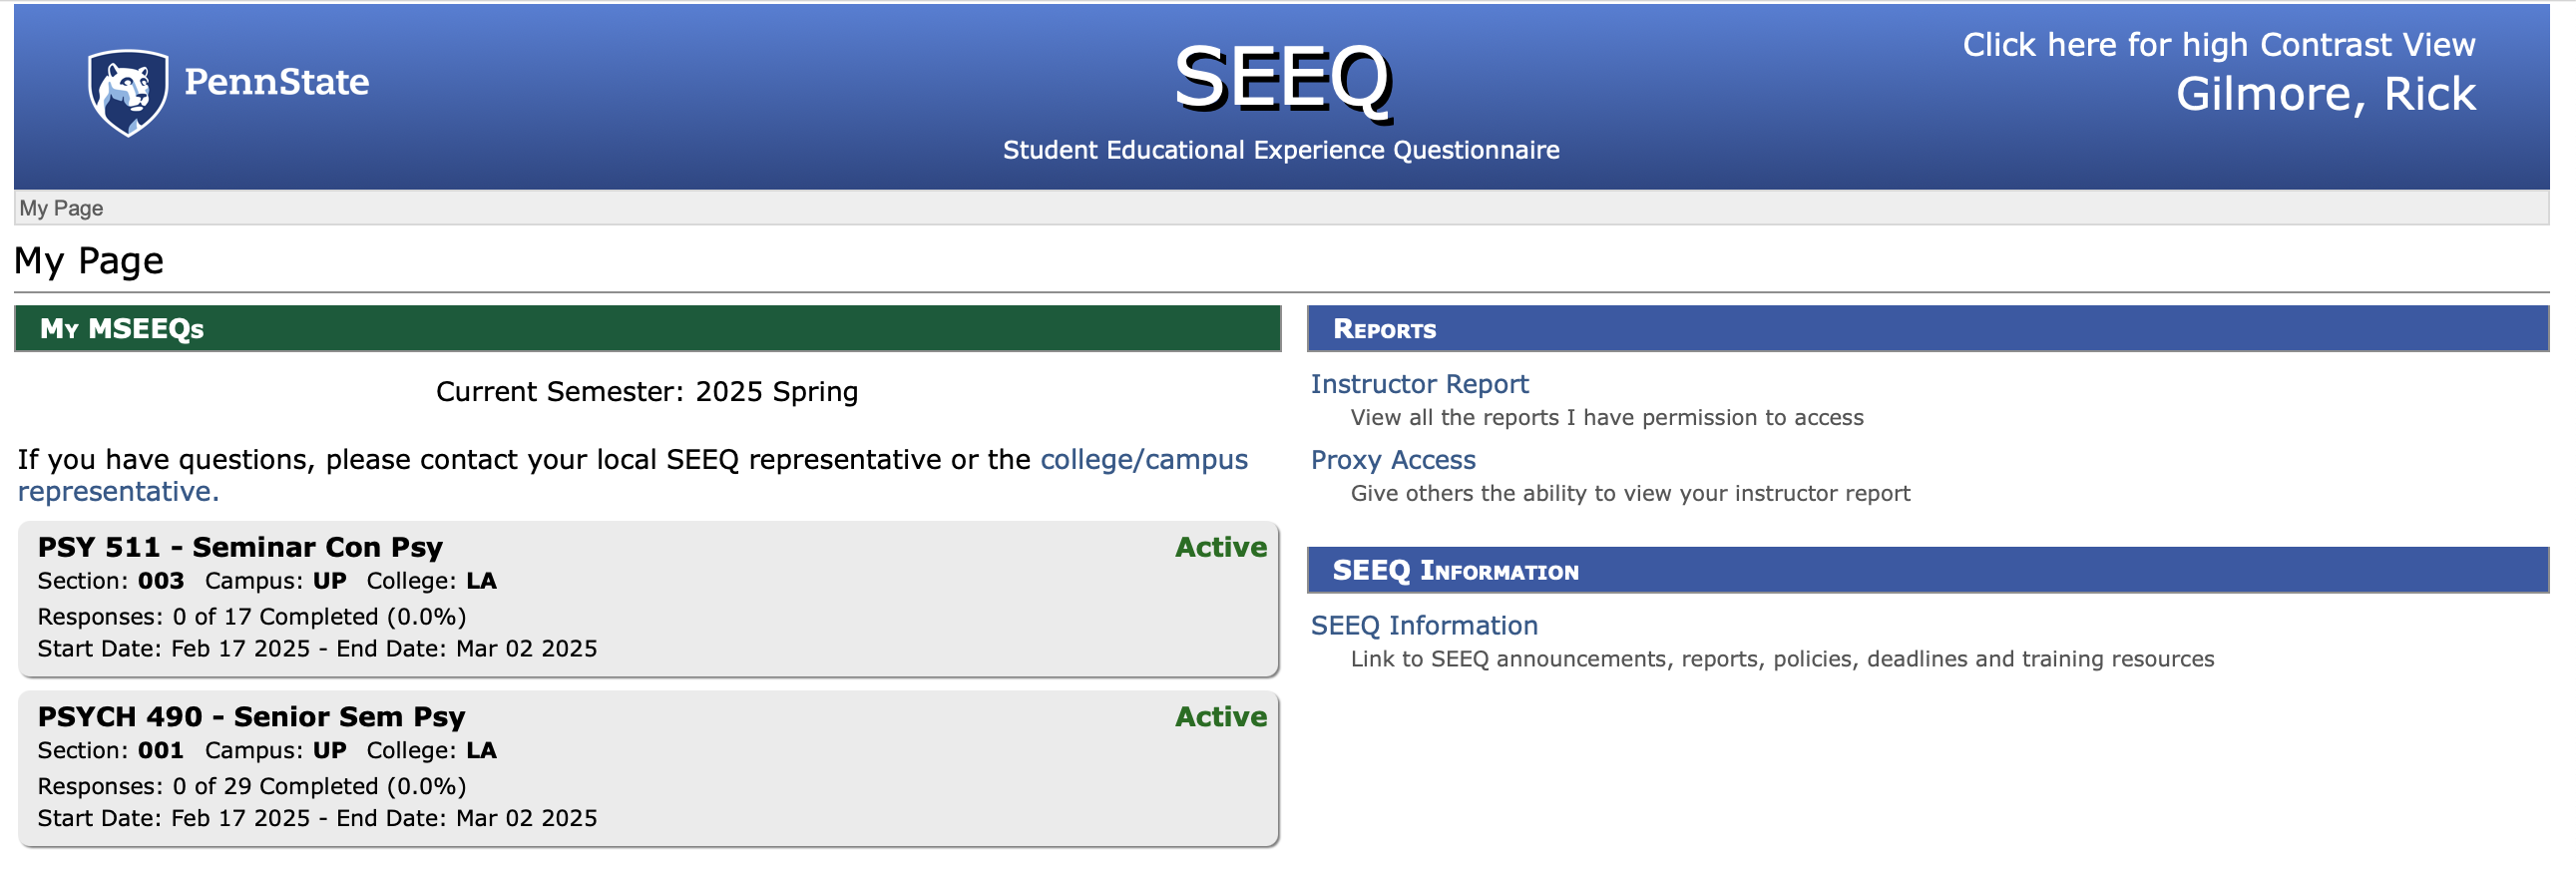 PennState
SEEQ
Student Educational Experience Questionnaire
Click here for high Contrast View
Gilmore, Rick
My Page
My Page
My MSEEQs
Current Semester: 2025 Spring
If you have questions, please contact your local SEEQ representative or the college/campus
representative.
PSY 511 - Seminar Con Psy Active
Section: 003 Campus: UP College: LA
Responses: 0 of 17 Completed (0.0%)
Start Date: Feb 17 2025 - End Date: Mar 02 2025
PSYCH 490 - Senior Sem Psy Active
Section: 001 Campus: UP College: LA
Responses: 0 of 29 Completed (0.0%)
Start Date: Feb 17 2025 - End Date: Mar 02 2025
Reports
Instructor Report
View all the reports I have permission to access
Proxy Access
Give others the ability to view your instructor report
SEEQ Information
SEEQ Information
Link to SEEQ announcements, reports, policies, deadlines and training resources